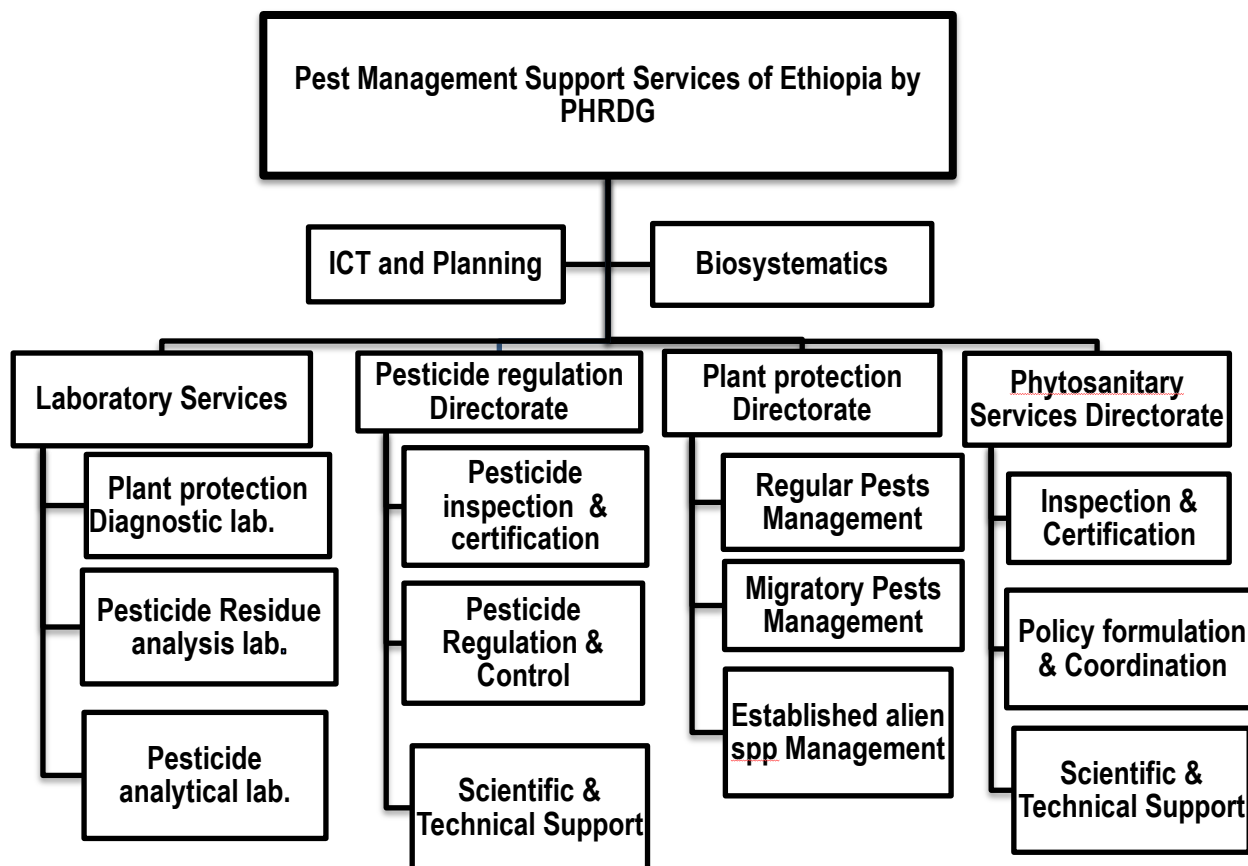 Pest Management Support Services of Ethiopia by
PHRDG
ICT and Planning
Biosystematics
Laboratory Services
Pesticide regulation
Directorate
Plant protection
Directorate
Phytosanitary
Services Directorate
Plant protection
Diagnostic lab.
Pesticide Residue
analysis lab.
Pesticide
analytical lab.
Pesticide
inspection &
certification
Pesticide
Regulation &
Control
Scientific &
Technical Support
Regular Pests
Management
Migratory Pests
Management
Established alien
spp Management
Inspection &
Certification
Policy formulation
& Coordination
Scientific &
Technical Support